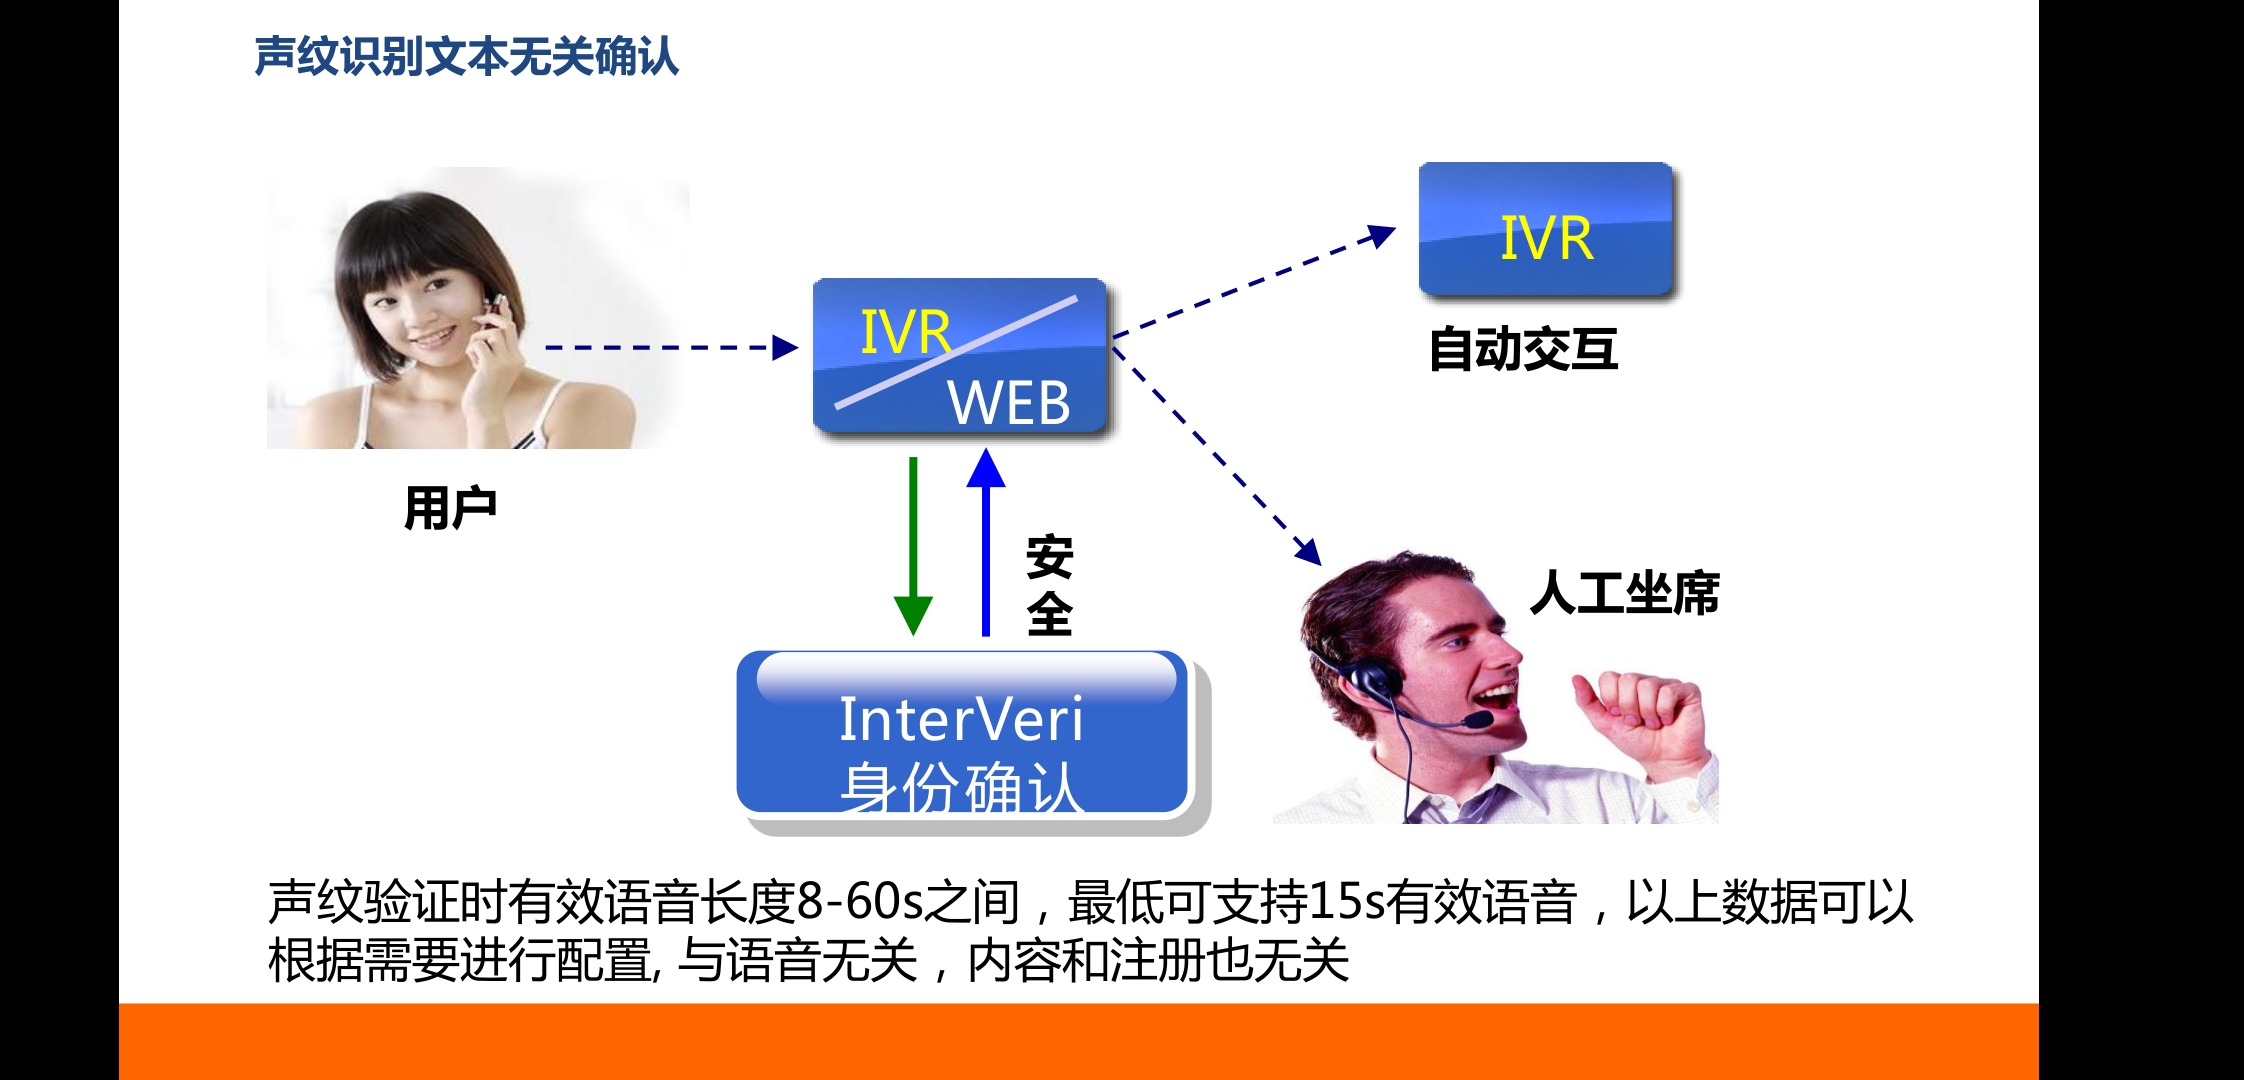 声纹识别文本无关确认
IVR
IVR
WEB
自动交互
用户
安
全
人工坐席
InterVeri
身份确认
声纹验证时有效语音长度8-60s之间，最低可支持15s有效语音，以上数据可以
根据需要进行配置, 与语音无关，内容和注册也无关